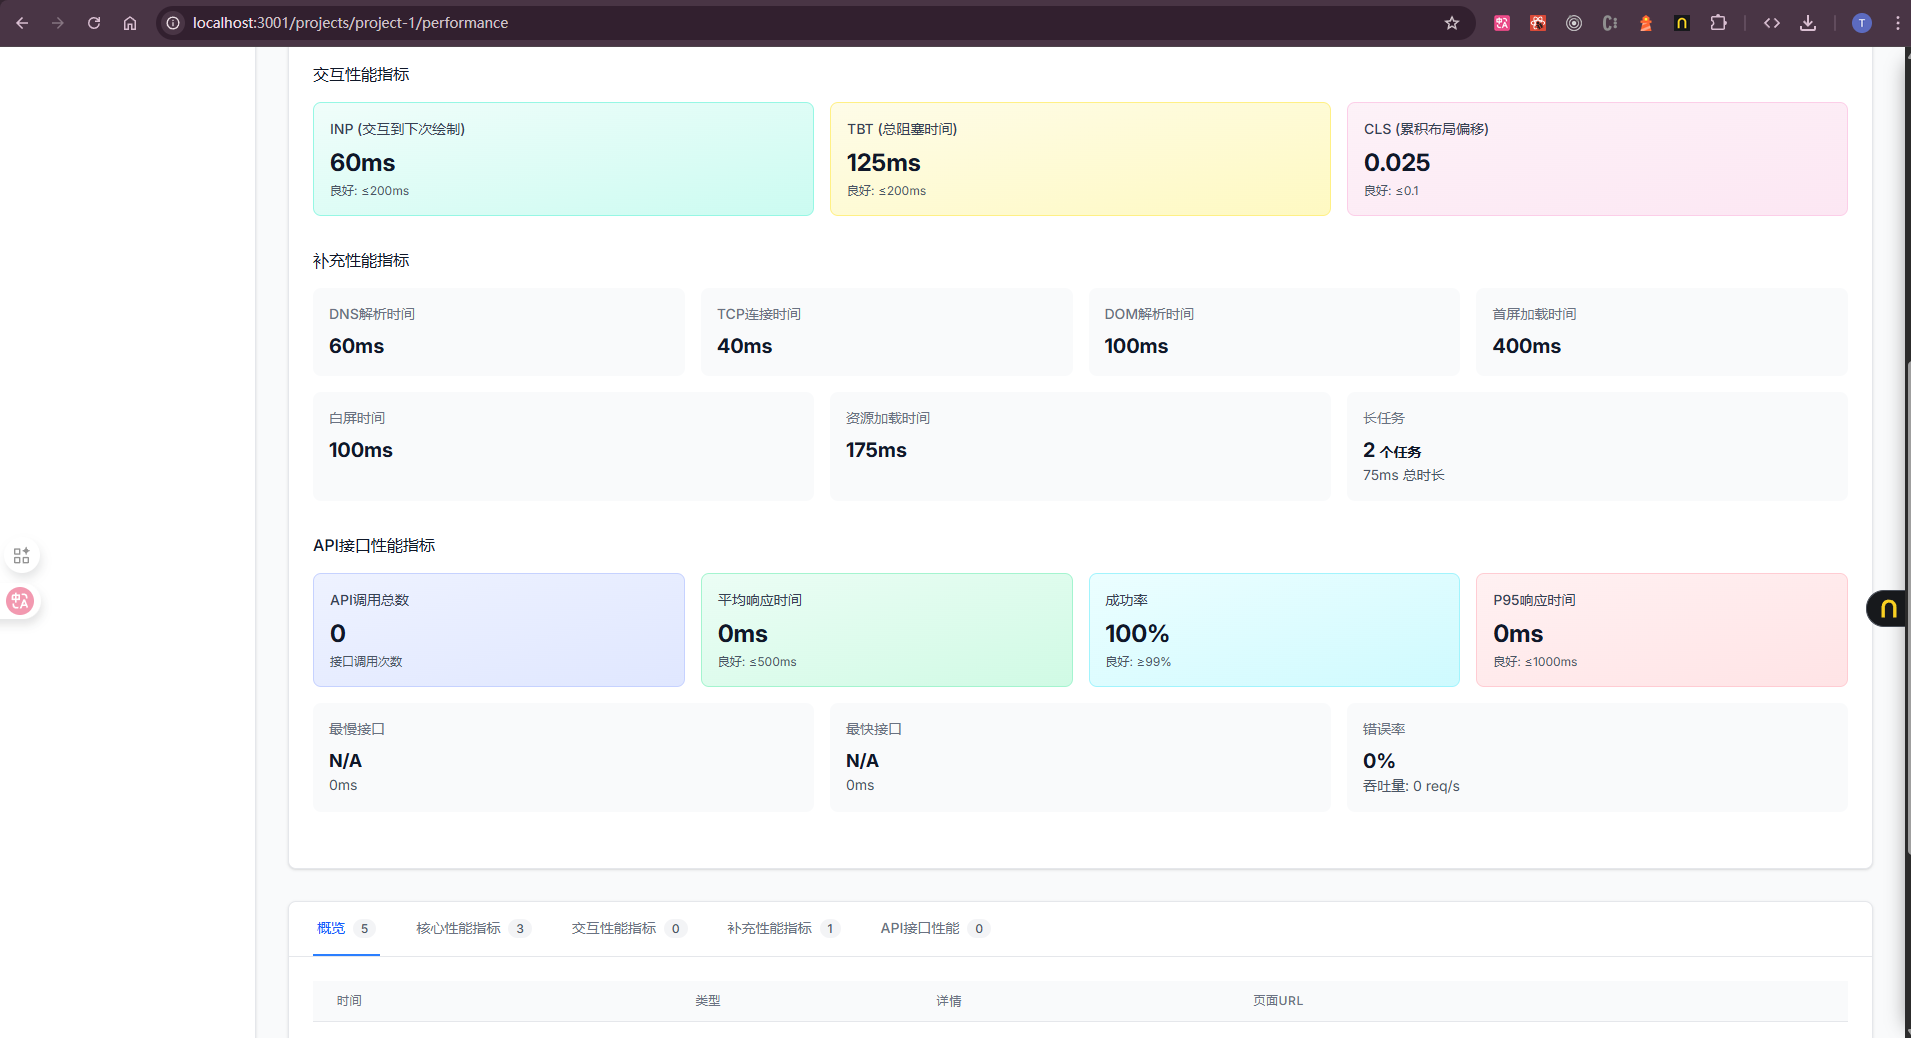 localhost:3001/projects/project-1/performance
T
交互性能指标
INP (交互到下次绘制)
60ms
良好: ≤200ms
TBT (总阻塞时间)
125ms
良好: ≤200ms
CLS (累积布局偏移)
0.025
良好: ≤0.1
补充性能指标
DNS解析时间
60ms
TCP连接时间
40ms
DOM解析时间
100ms
首屏加载时间
400ms
白屏时间
100ms
资源加载时间
175ms
长任务
2 个任务
75ms 总时长
API接口性能指标
API调用总数
0
接口调用次数
平均响应时间
0ms
良好: ≤500ms
成功率
100%
良好: ≥99%
P95响应时间
0ms
良好: ≤1000ms
最慢接口
N/A
0ms
最快接口
N/A
0ms
错误率
0%
吞吐量: 0 req/s
概览 5
核心性能指标 3
交互性能指标 0
补充性能指标 1
API接口性能 0
时间
类型
详情
页面URL